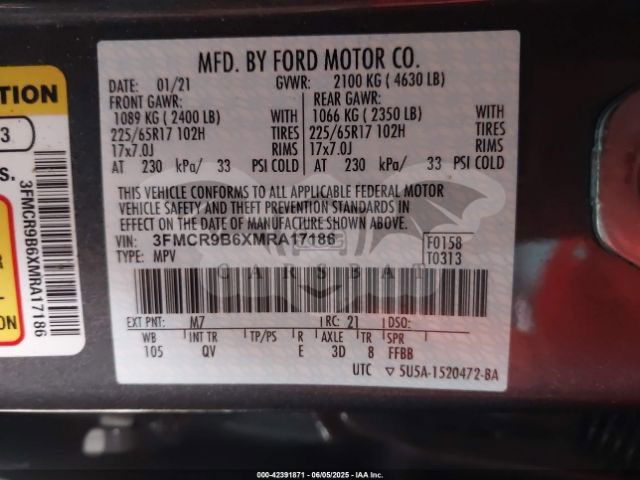 MFD. BY FORD MOTOR CO.
DATE: 01/21 GVWR: 2100 KG (4630 LB)
FRONT GAWR: REAR GAWR:
1089 KG (2400 LB) WITH 1066 KG (2350 LB) WITH
225/65R17 102H TIRES 225/65R17 102H TIRES
17x7.0J RIMS 17x7.0J RIMS
AT 230 kPa/ 33 PSI COLD AT 230 kPa/ 33 PSI COLD
THIS VEHICLE CONFORMS TO ALL APPLICABLE FEDERAL MOTOR
VEHICLE SAFETY AND THEFT PREVENTION STANDARDS IN
EFFECT ON THE DATE OF MANUFACTURE SHOWN ABOVE.
VIN: 3FMCR9B6XMRA17186 F0158
TYPE: MPV T0313
CARSBAT
EXT PNT: M7 RC: 21 DSO:
WB INT TR TP/PS R AXLE TR SPR
105 QV E 3D 8 FFBB
UTC ▽ 5U5A-1520472-BA
TION
3
S.
3FMCR9B6XMRA17186
ION
00-42391871 | 06/05/2025 - IAA Inc.